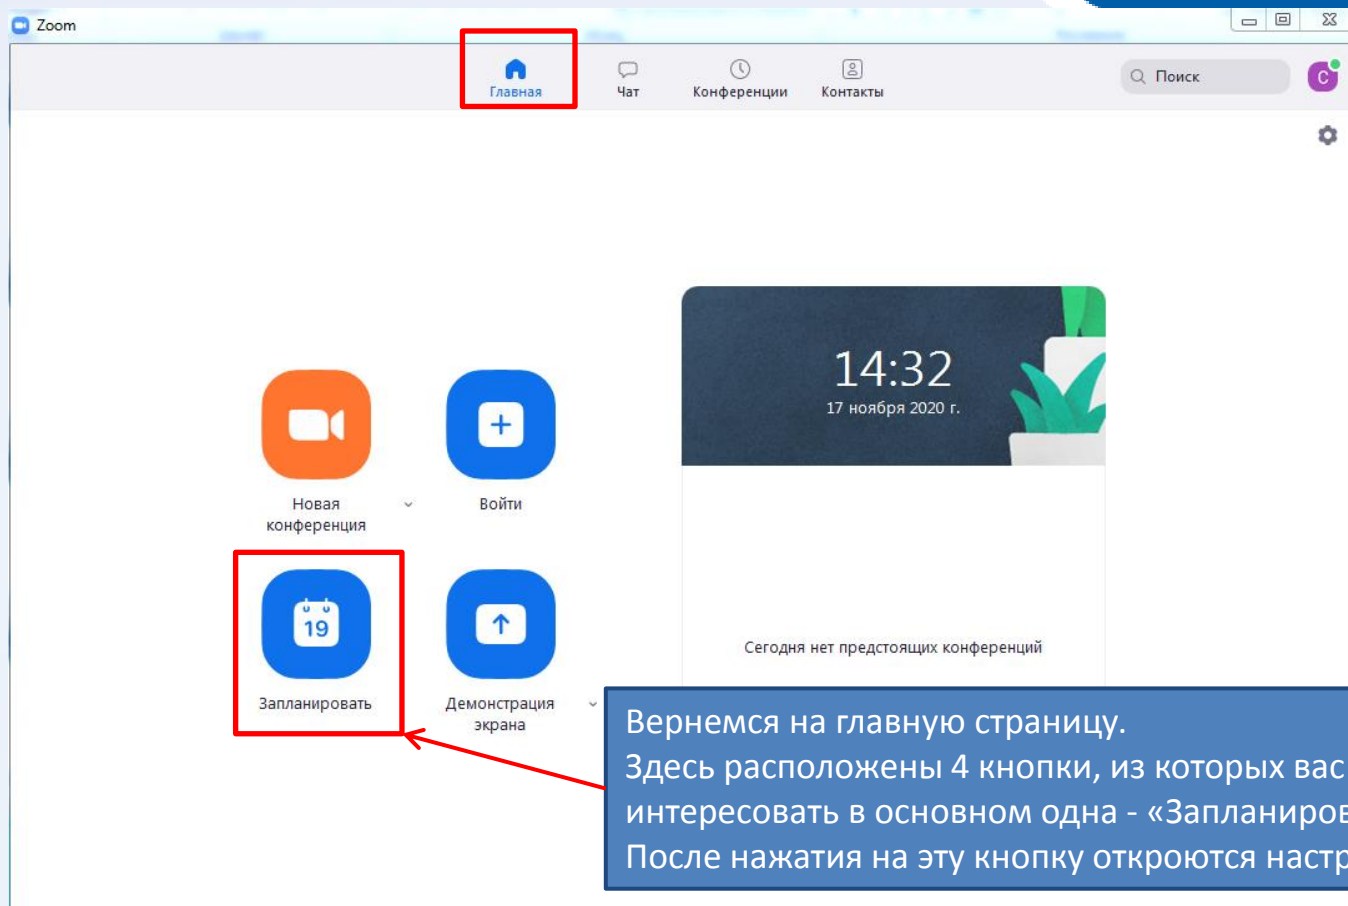 Zoom
Главная
Чат
Конференции
Контакты
Поиск
C
14:32
17 ноября 2020 г.
Новая
конференция
Войти
19
Запланировать
Демонстрация
экрана
Сегодня нет предстоящих конференций
Вернемся на главную страницу.
Здесь расположены 4 кнопки, из которых вас
интересовать в основном одна - «Запланиров
После нажатия на эту кнопку откроются настр